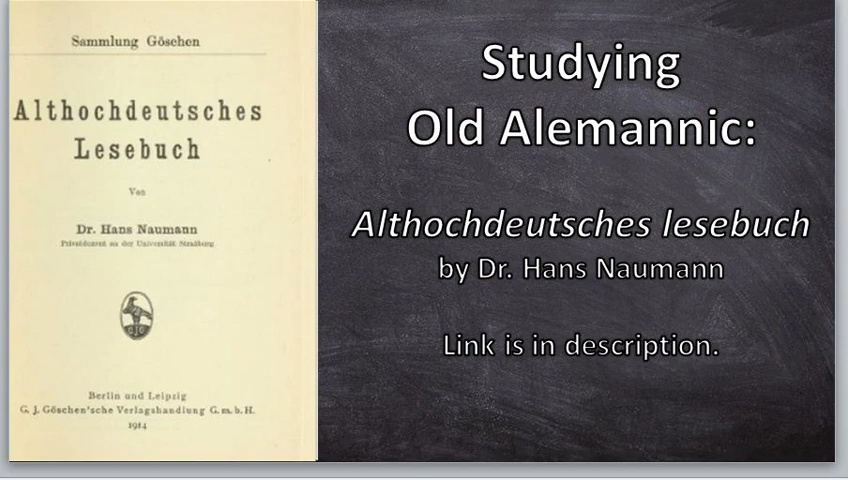 Sammlung Göschen
Althochdeutsches
Lesebuch
Von
Dr. Hans Naumann
Privatdozent an der Universität Straßburg
GJG
Berlin und Leipzig
G. J. Göschen'sche Verlagshandlung G. m. b. H.
1914
Studying
Old Alemannic:
Althochdeutsches lesebuch
by Dr. Hans Naumann
Link is in description.